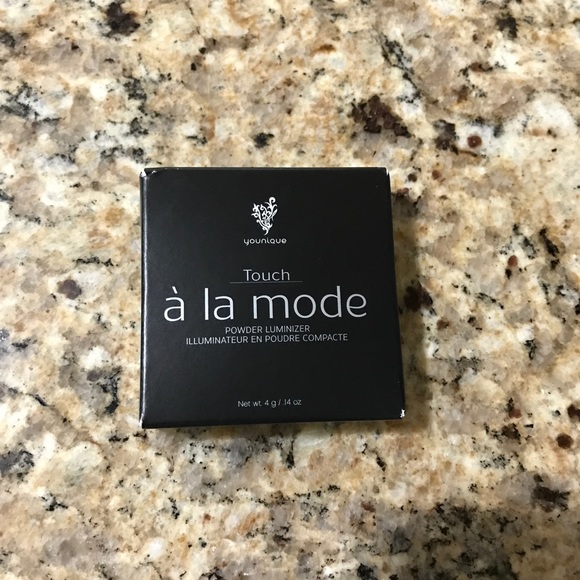 younique
Touch
à la mode
POWDER LUMINIZER
ILLUMINATEUR EN POUDRE COMPACTE
Net wt. 4 g / .14 oz